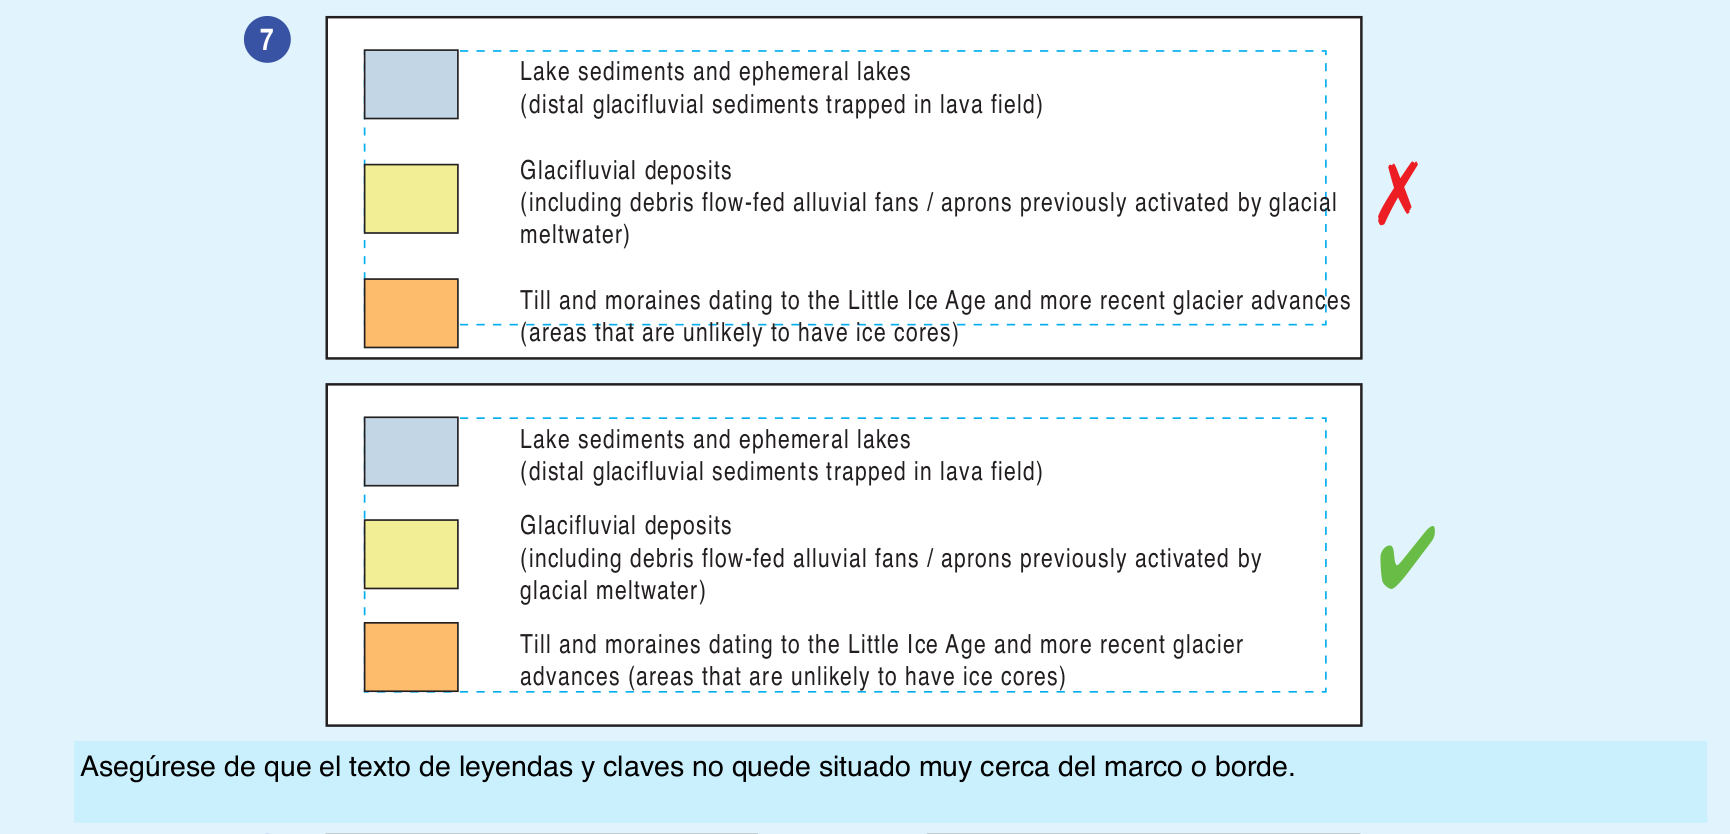 7
Lake sediments and ephemeral lakes
(distal glacifluvial sediments trapped in lava field)
Glacifluvial deposits
(including debris flow-fed alluvial fans / aprons previously activated by glacial
meltwater)
Till and moraines dating to the Little Ice Age and more recent glacier advances
(areas that are unlikely to have ice cores)
Lake sediments and ephemeral lakes
(distal glacifluvial sediments trapped in lava field)
Glacifluvial deposits
(including debris flow-fed alluvial fans / aprons previously activated by
glacial meltwater)
Till and moraines dating to the Little Ice Age and more recent glacier
advances (areas that are unlikely to have ice cores)
Asegúrese de que el texto de leyendas y claves no quede situado muy cerca del marco o borde.